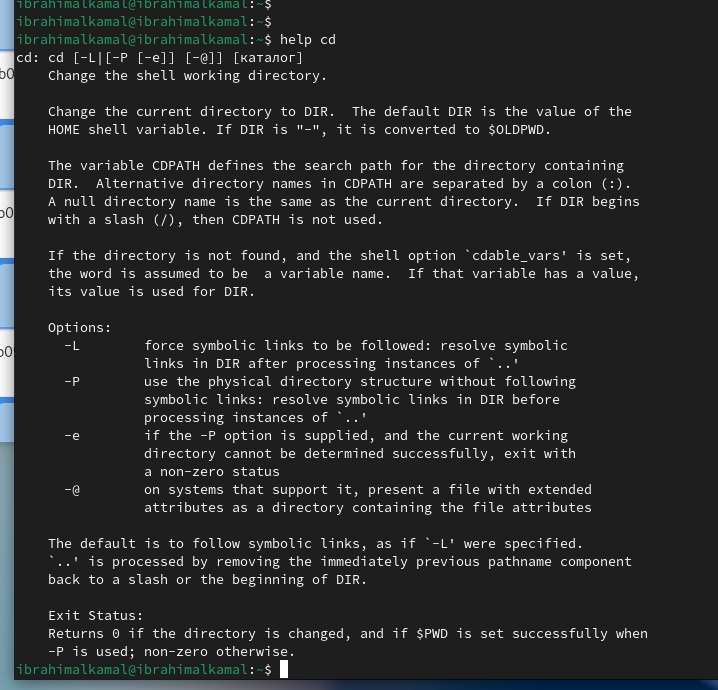 ibrahimalkamal@ibrahimalkamal:~$
ibrahimalkamal@ibrahimalkamal:~$
ibrahimalkamal@ibrahimalkamal:~$ help cd
cd: cd [-L|[-P [-e]] [-@]] [каталог]
    Change the shell working directory.

    Change the current directory to DIR.  The default DIR is the value of the
    HOME shell variable. If DIR is "-", it is converted to $OLDPWD.

    The variable CDPATH defines the search path for the directory containing
    DIR.  Alternative directory names in CDPATH are separated by a colon (:).
    A null directory name is the same as the current directory.  If DIR begins
    with a slash (/), then CDPATH is not used.

    If the directory is not found, and the shell option `cdable_vars' is set,
    the word is assumed to be  a variable name.  If that variable has a value,
    its value is used for DIR.

    Options:
      -L        force symbolic links to be followed: resolve symbolic
                links in DIR after processing instances of `..'
      -P        use the physical directory structure without following
                symbolic links: resolve symbolic links in DIR before
                processing instances of `..'
      -e        if the -P option is supplied, and the current working
                directory cannot be determined successfully, exit with
                a non-zero status
      -@        on systems that support it, present a file with extended
                attributes as a directory containing the file attributes

    The default is to follow symbolic links, as if `-L' were specified.
    `..' is processed by removing the immediately previous pathname component
    back to a slash or the beginning of DIR.

    Exit Status:
    Returns 0 if the directory is changed, and if $PWD is set successfully when
    -P is used; non-zero otherwise.
ibrahimalkamal@ibrahimalkamal:~$